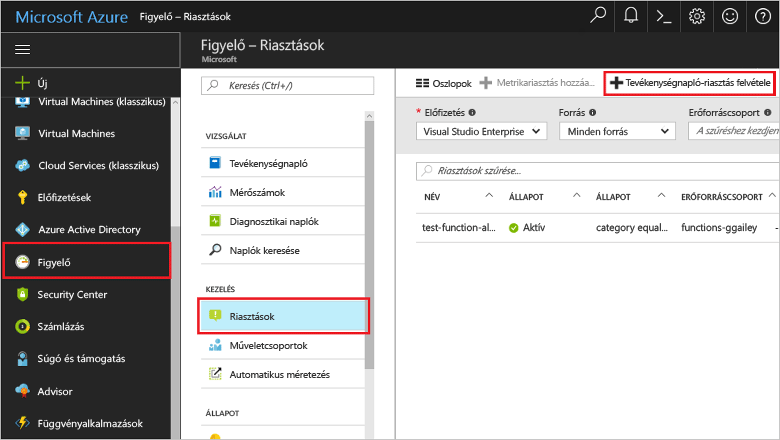 Microsoft Azure Figyelő – Riasztások
Új
Virtual Machines (klasszikus)
Virtual Machines
Cloud Services (klasszikus)
Előfizetések
Azure Active Directory
Figyelő
Security Center
Számlázás
Súgó és támogatás
Advisor
Függvényalkalmazások
Figyelő – Riasztások
Microsoft
Keresés (Ctrl+/)
VIZSGÁLAT
Tevékenységnapló
Mérőszámok
Diagnosztikai naplók
Naplók keresése
KEZELÉS
Riasztások
Műveletcsoportok
Automatikus méretezés
ÁLLAPOT
Oszlopok Metrikariasztás hozzáa... Tevékenységnapló-riasztás felvétele
* Előfizetés Forrás Erőforráscsoport
Visual Studio Enterprise Minden forrás A szűréshez kezdjen
Riasztások szűrése...
NÉV ÁLLAPOT ÁLLAPOT ERŐFORRÁSCSOPORT
test-function-al... Aktív category equal... functions-ggailey -